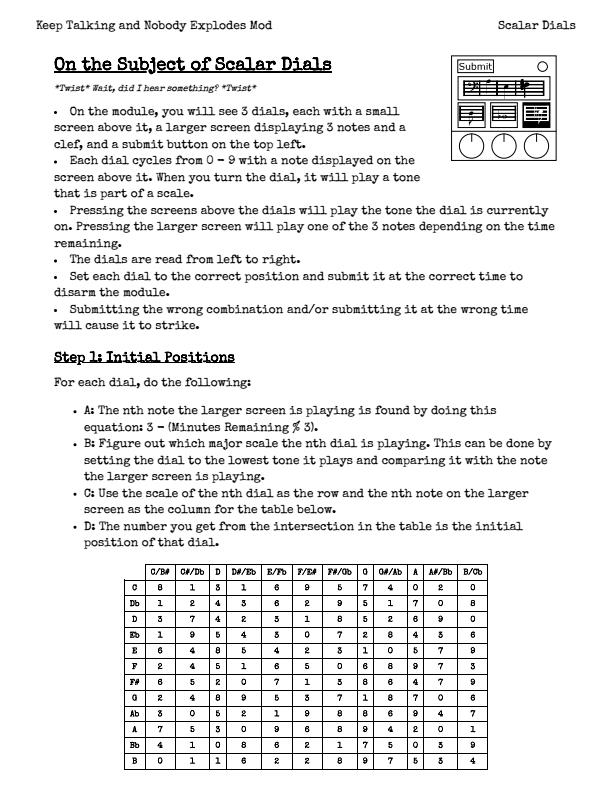 Keep Talking and Nobody Explodes Mod
Scalar Dials
On the Subject of Scalar Dials
*Twist* Wait, did I hear something? *Twist*
Submit
• On the module, you will see 3 dials, each with a small
screen above it, a larger screen displaying 3 notes and a
clef, and a submit button on the top left.
• Each dial cycles from 0 – 9 with a note displayed on the
screen above it. When you turn the dial, it will play a tone
that is part of a scale.
• Pressing the screens above the dials will play the tone the dial is currently
on. Pressing the larger screen will play one of the 3 notes depending on the time
remaining.
• The dials are read from left to right.
• Set each dial to the correct position and submit it at the correct time to
disarm the module.
• Submitting the wrong combination and/or submitting it at the wrong time
will cause it to strike.
Step 1: Initial Positions
For each dial, do the following:
• A: The nth note the larger screen is playing is found by doing this
equation: 3 – (Minutes Remaining % 3).
• B: Figure out which major scale the nth dial is playing. This can be done by
setting the dial to the lowest tone it plays and comparing it with the note
the larger screen is playing.
• C: Use the scale of the nth dial as the row and the nth note on the larger
screen as the column for the table below.
• D: The number you get from the intersection in the table is the initial
position of that dial.
C/B# C#/Db D D#/Eb E/Fb F/E# F#/Gb G G#/Ab A A#/Bb B/Cb
C 8 1 3 1 6 9 5 7 4 0 2 0
Db 1 2 4 3 6 2 9 5 1 7 0 8
D 3 7 4 2 3 1 8 5 2 6 9 0
Eb 1 9 5 4 3 0 7 2 8 4 3 6
E 6 4 8 5 4 2 3 1 0 5 7 9
F 2 4 5 1 6 5 0 6 8 9 7 3
F# 6 5 2 0 7 1 3 8 6 4 7 9
G 2 4 8 9 5 3 7 1 8 7 0 6
Ab 3 0 5 2 1 9 8 8 6 9 4 7
A 7 5 3 0 9 6 8 9 4 2 0 1
Bb 4 1 0 8 6 2 1 7 5 0 3 9
B 0 1 1 6 2 2 8 9 7 5 3 4